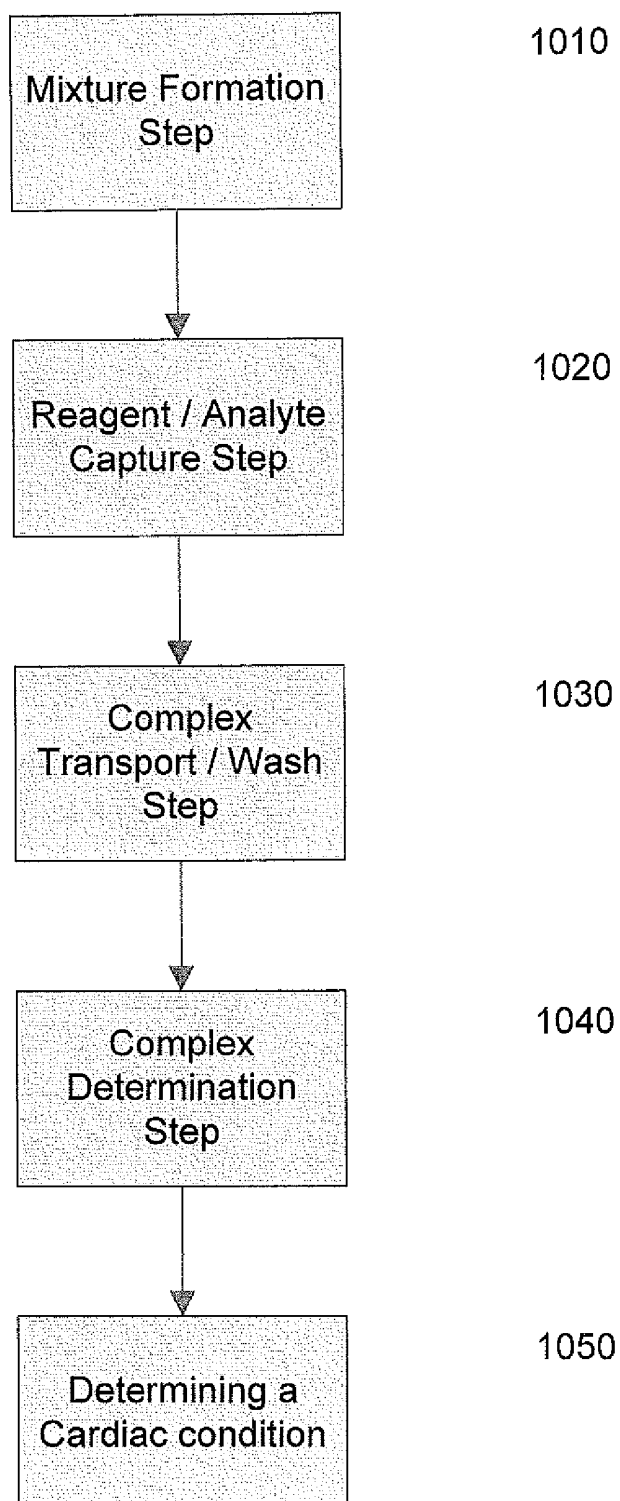 1010
Mixture Formation
Step
1020
Reagent / Analyte
Capture Step
1030
Complex
Transport / Wash
Step
1040
Complex
Determination
Step
1050
Determining a
Cardiac condition